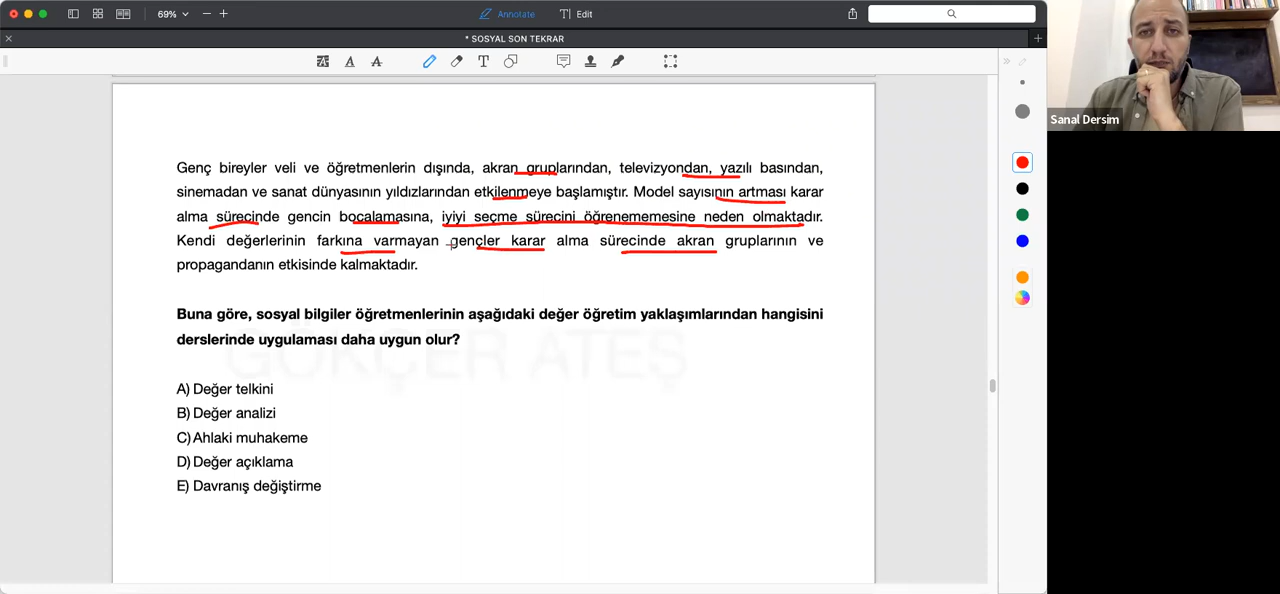 69%
Annotate
Edit
* SOSYAL SON TEKRAR
Genç bireyler veli ve öğretmenlerin dışında, akran gruplarından, televizyondan, yazılı basından,
sinemadan ve sanat dünyasının yıldızlarından etkilenmeye başlamıştır. Model sayısının artması karar
alma sürecinde gencin bocalamasına, iyiyi seçme sürecini öğrenememesine neden olmaktadır.
Kendi değerlerinin farkına varmayan gençler karar alma sürecinde akran gruplarının ve
propagandanın etkisinde kalmaktadır.
Buna göre, sosyal bilgiler öğretmenlerinin aşağıdaki değer öğretim yaklaşımlarından hangisini
derslerinde uygulaması daha uygun olur?
GÖKÇER ATEŞ
A) Değer telkini
B) Değer analizi
C) Ahlaki muhakeme
D) Değer açıklama
E) Davranış değiştirme
Sanal Dersim